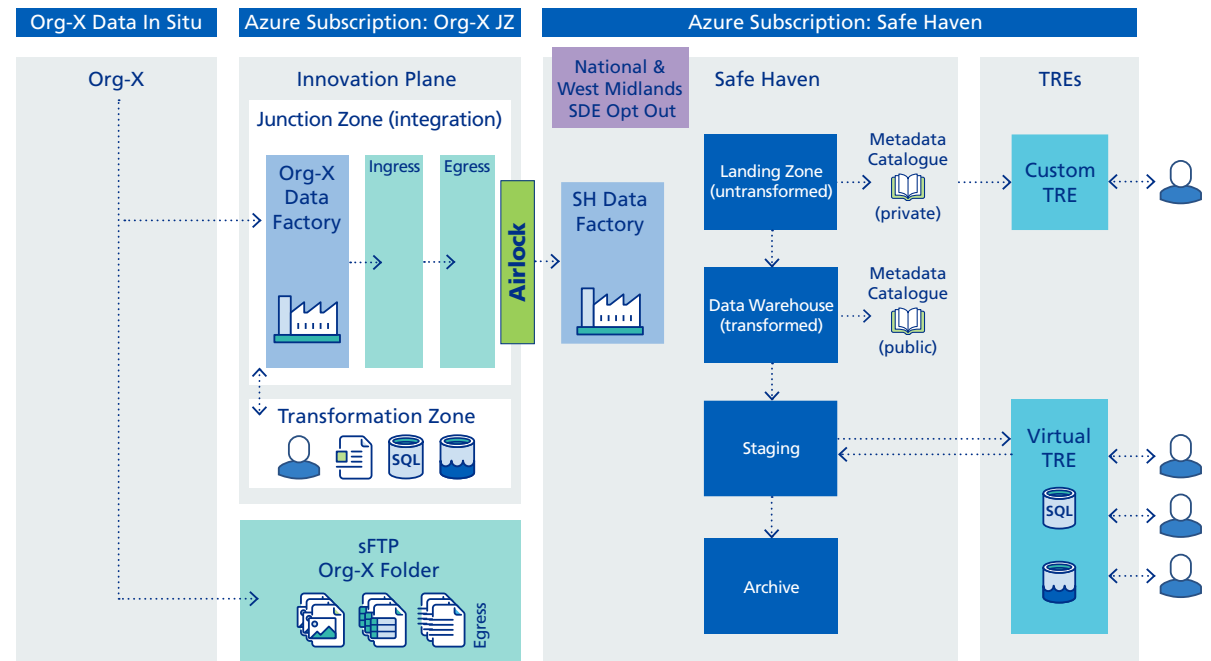 Org-X Data In Situ
Azure Subscription: Org-X JZ
Azure Subscription: Safe Haven
Org-X
Innovation Plane
Junction Zone (integration)
Org-X
Data
Factory
Ingress
Egress
Airlock
Transformation Zone
SQL
sFTP
Org-X Folder
Egress
National &
West Midlands
SDE Opt Out
SH Data
Factory
Safe Haven
Landing Zone
(untransformed)
Metadata
Catalogue
(private)
Data Warehouse
(transformed)
Metadata
Catalogue
(public)
Staging
Archive
TREs
Custom
TRE
Virtual
TRE
SQL